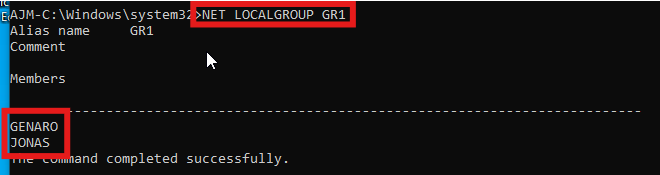 AJM-C:\Windows\system32>NET LOCALGROUP GR1
Alias name     GR1
Comment
Members
-------------------------------------------------------------------------------
GENARO
JONAS
The command completed successfully.